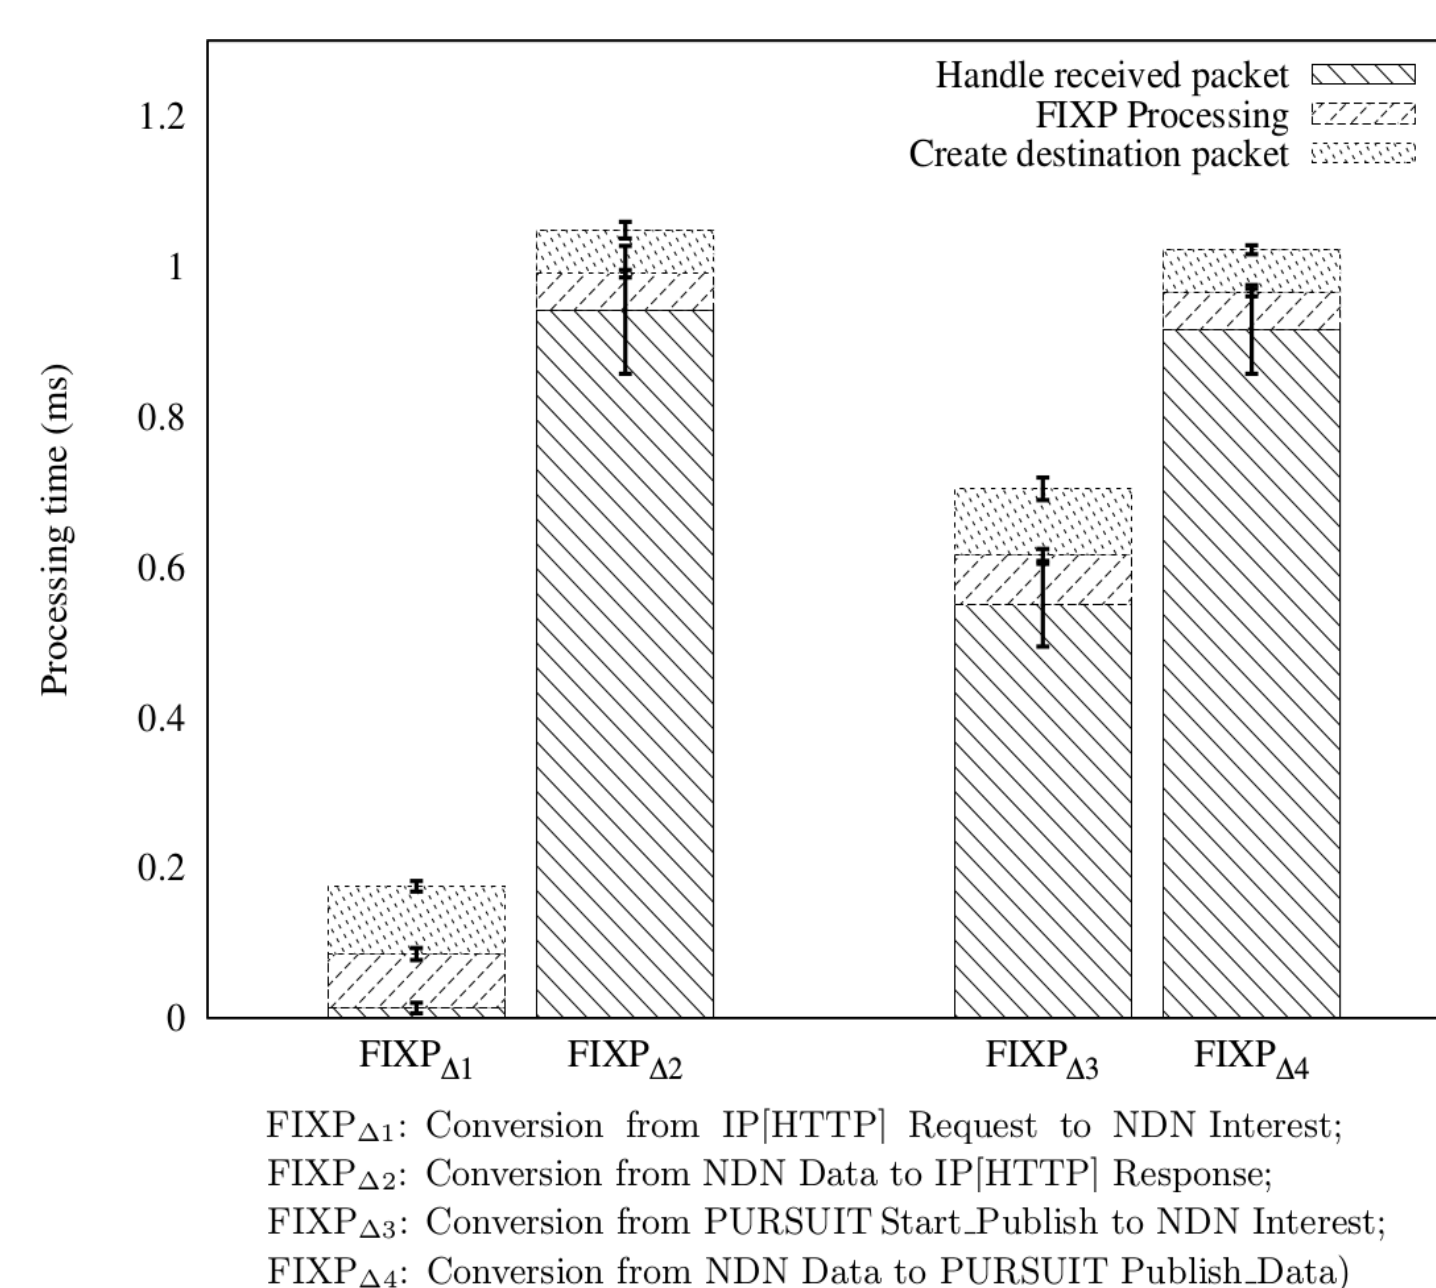 Handle received packet
FIXP Processing
Create destination packet
1.2
1
0.8
0.6
0.4
0.2
0
Processing time (ms)
FIXPΔ1 FIXPΔ2 FIXPΔ3 FIXPΔ4
FIXPΔ1: Conversion from IP[HTTP] Request to NDN Interest;
FIXPΔ2: Conversion from NDN Data to IP[HTTP] Response;
FIXPΔ3: Conversion from PURSUIT Start_Publish to NDN Interest;
FIXPΔ4: Conversion from NDN Data to PURSUIT Publish_Data)